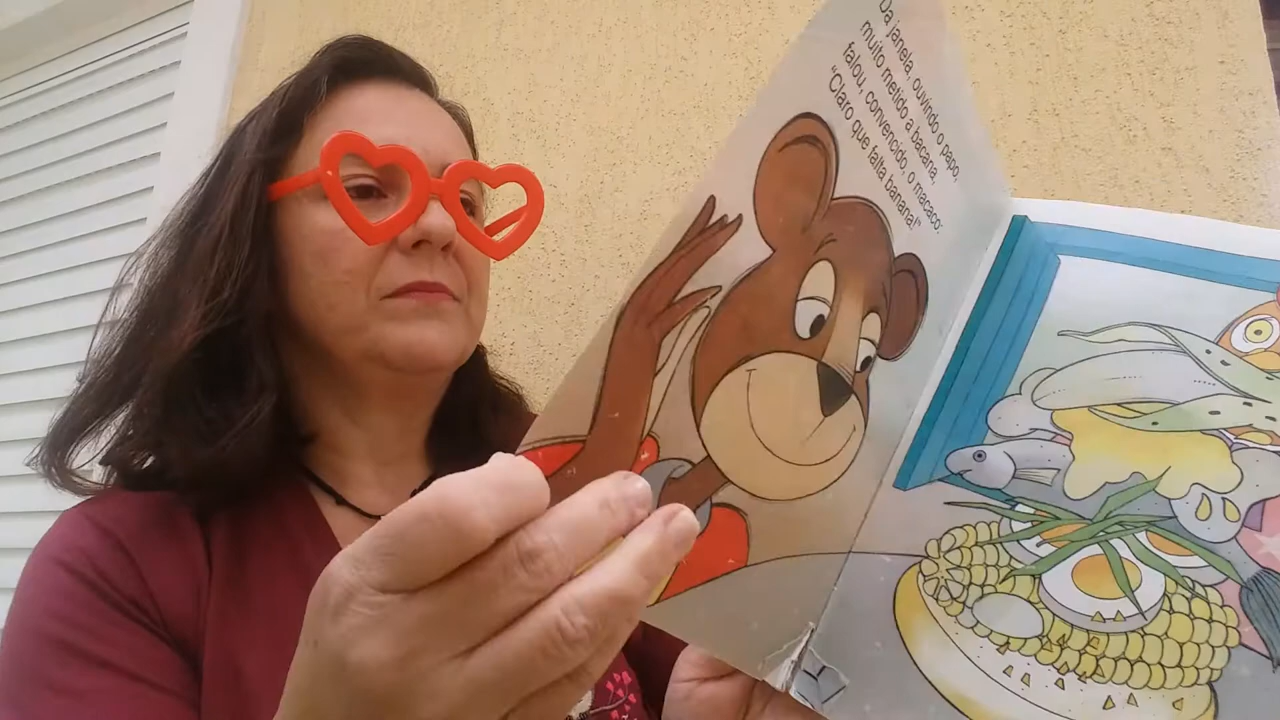 Da janela, ouvindo o papo,
muito metido a bacana,
falou, convencido, o macaco:
"Claro que falta banana!"